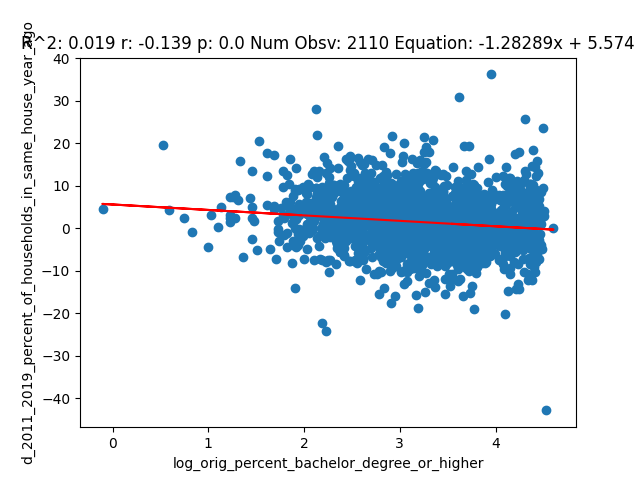 R^2: 0.019 r: -0.139 p: 0.0 Num Obsv: 2110 Equation: -1.28289x + 5.574
d_2011_2019_percent_of_households_in_same_house_year_ago
40
30
20
10
0
−10
−20
−30
−40
0 1 2 3 4
log_orig_percent_bachelor_degree_or_higher